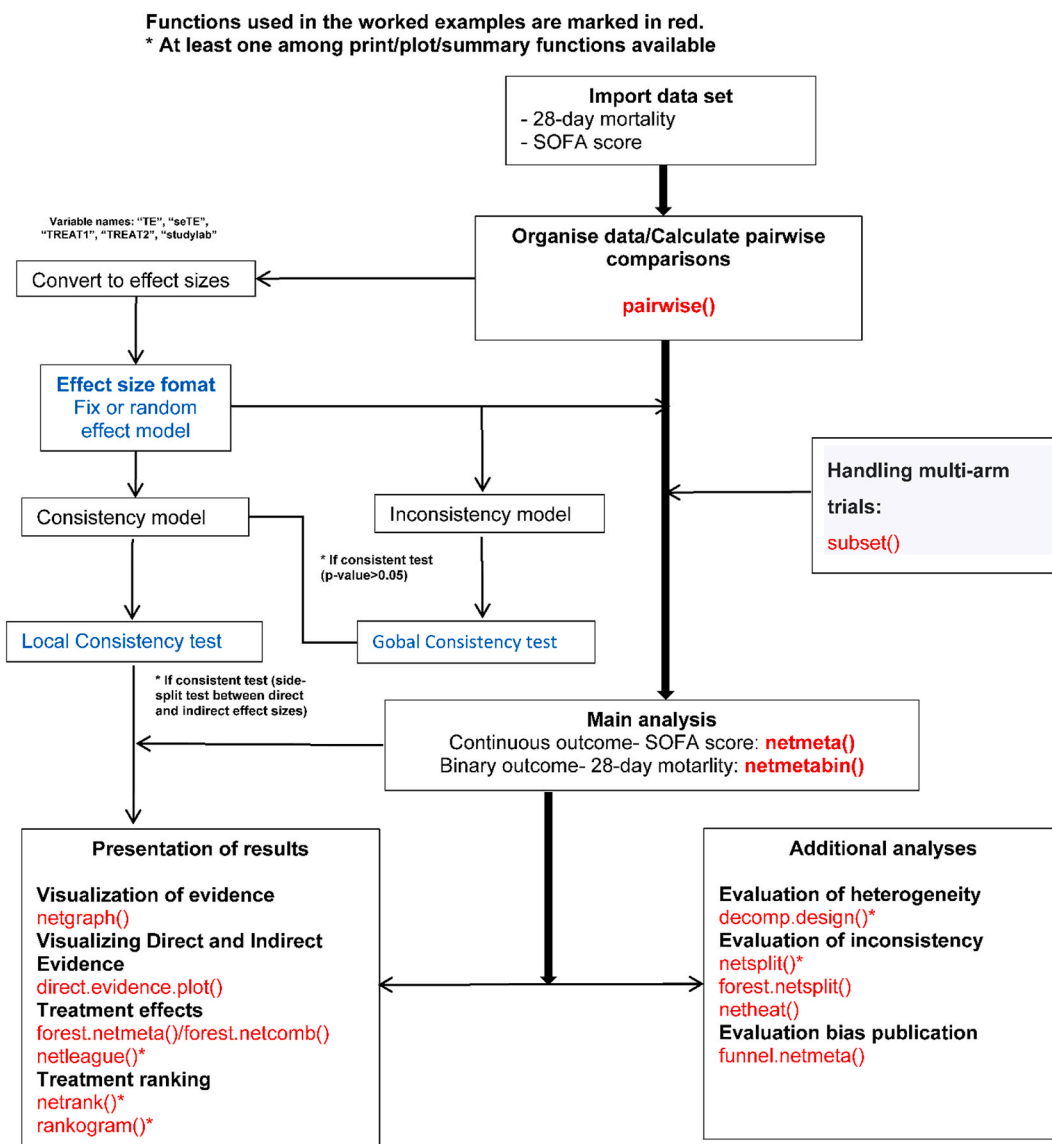 Functions used in the worked examples are marked in red.
* At least one among print/plot/summary functions available
Import data set
- 28-day mortality
- SOFA score
Variable names: “TE”, “seTE”,
“TREAT1”, “TREAT2”, “studylab”
Organise data/Calculate pairwise
comparisons
pairwise()
Convert to effect sizes
Effect size fomat
Fix or random
effect model
Handling multi-arm
trials:
subset()
Consistency model
Inconsistency model
* If consistent test
(p-value>0.05)
Local Consistency test
Gobal Consistency test
* If consistent test (side-
split test between direct
and indirect effect sizes)
Main analysis
Continuous outcome- SOFA score: netmeta()
Binary outcome- 28-day motarlity: netmetabin()
Presentation of results
Visualization of evidence
netgraph()
Visualizing Direct and Indirect
Evidence
direct.evidence.plot()
Treatment effects
forest.netmeta()/forest.netcomb()
netleague()*
Treatment ranking
netrank()*
rankogram()*
Additional analyses
Evaluation of heterogeneity
decomp.design()*
Evaluation of inconsistency
netsplit()*
forest.netsplit()
netheat()
Evaluation bias publication
funnel.netmeta()